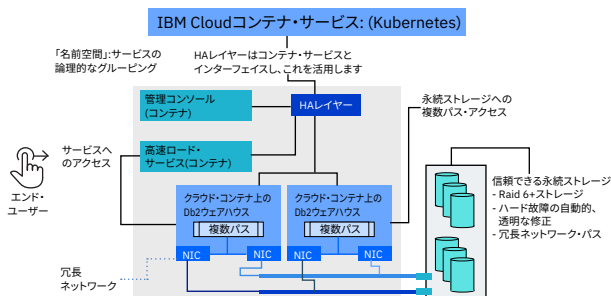 IBM Cloudコンテナ・サービス: (Kubernetes)
「名前空間」:サービスの
論理的なグルーピング
HAレイヤーはコンテナ・サービスと
インターフェイスし、これを活用します
管理コンソール
(コンテナ)
HAレイヤー
永続ストレージへの
複数パス・アクセス
サービスへ
のアクセス
高速ロード・
サービス(コンテナ)
エンド・
ユーザー
クラウド・コンテナ上の
Db2ウェアハウス
複数パス
NIC
NIC
クラウド・コンテナ上の
Db2ウェアハウス
複数パス
NIC
NIC
信頼できる永続ストレージ
- Raid 6+ストレージ
- ハード故障の自動的、
透明な修正
- 冗長ネットワーク・パス
冗長
ネットワーク